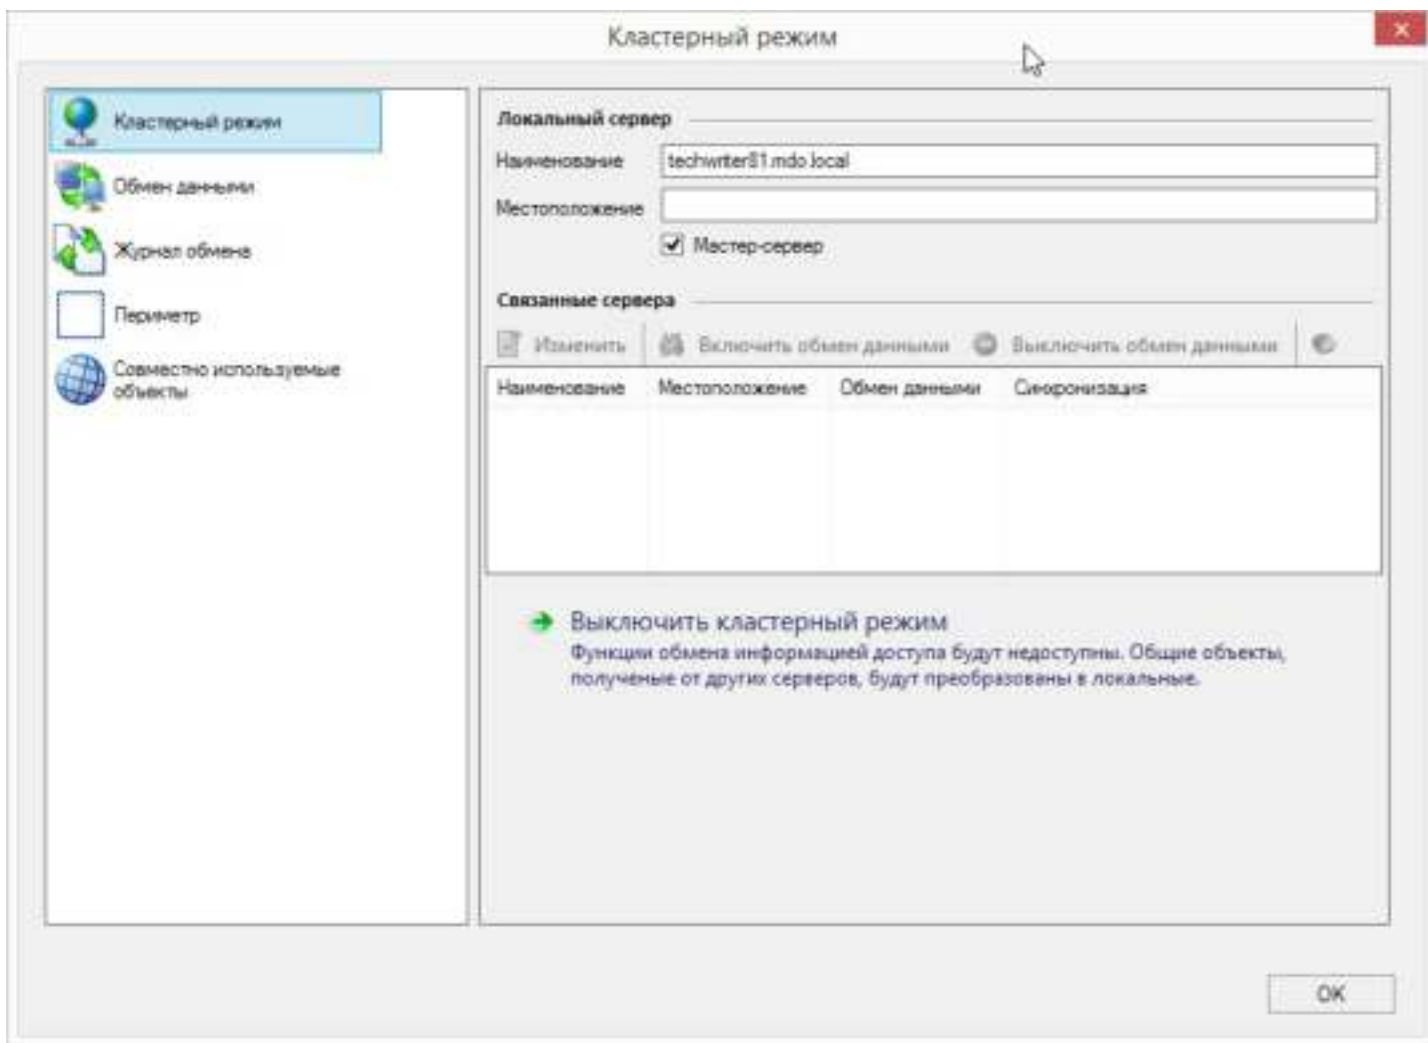 Кластерный режим
Кластерный режим
Обмен данными
Журнал обмена
Периметр
Совместно используемые
объекты
Локальный сервер
Наименование techwriter81.mdo.local
Местоположение
Мастер-сервер
Связанные сервера
Изменить Включить обмен данными Выключить обмен данными
Наименование Местоположение Обмен данными Синхронизация
Выключить кластерный режим
Функции обмена информацией доступа будут недоступны. Общие объекты,
полученые от других серверов, будут преобразованы в локальные.
OK